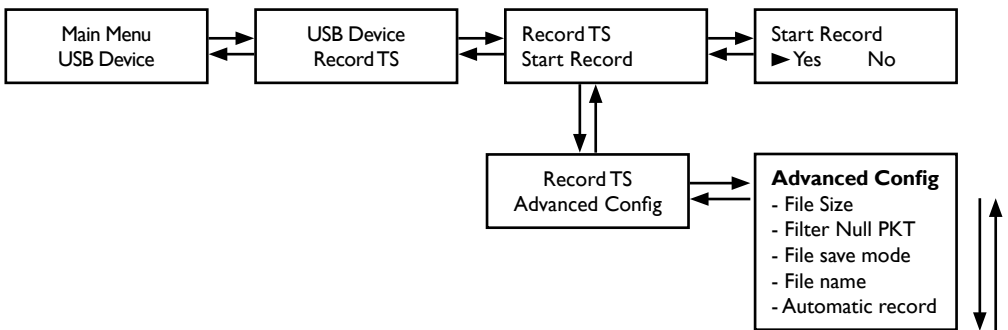 Main Menu
USB Device
USB Device
Record TS
Record TS
Start Record
Start Record
► Yes No
Record TS
Advanced Config
Advanced Config
- File Size
- Filter Null PKT
- File save mode
- File name
- Automatic record